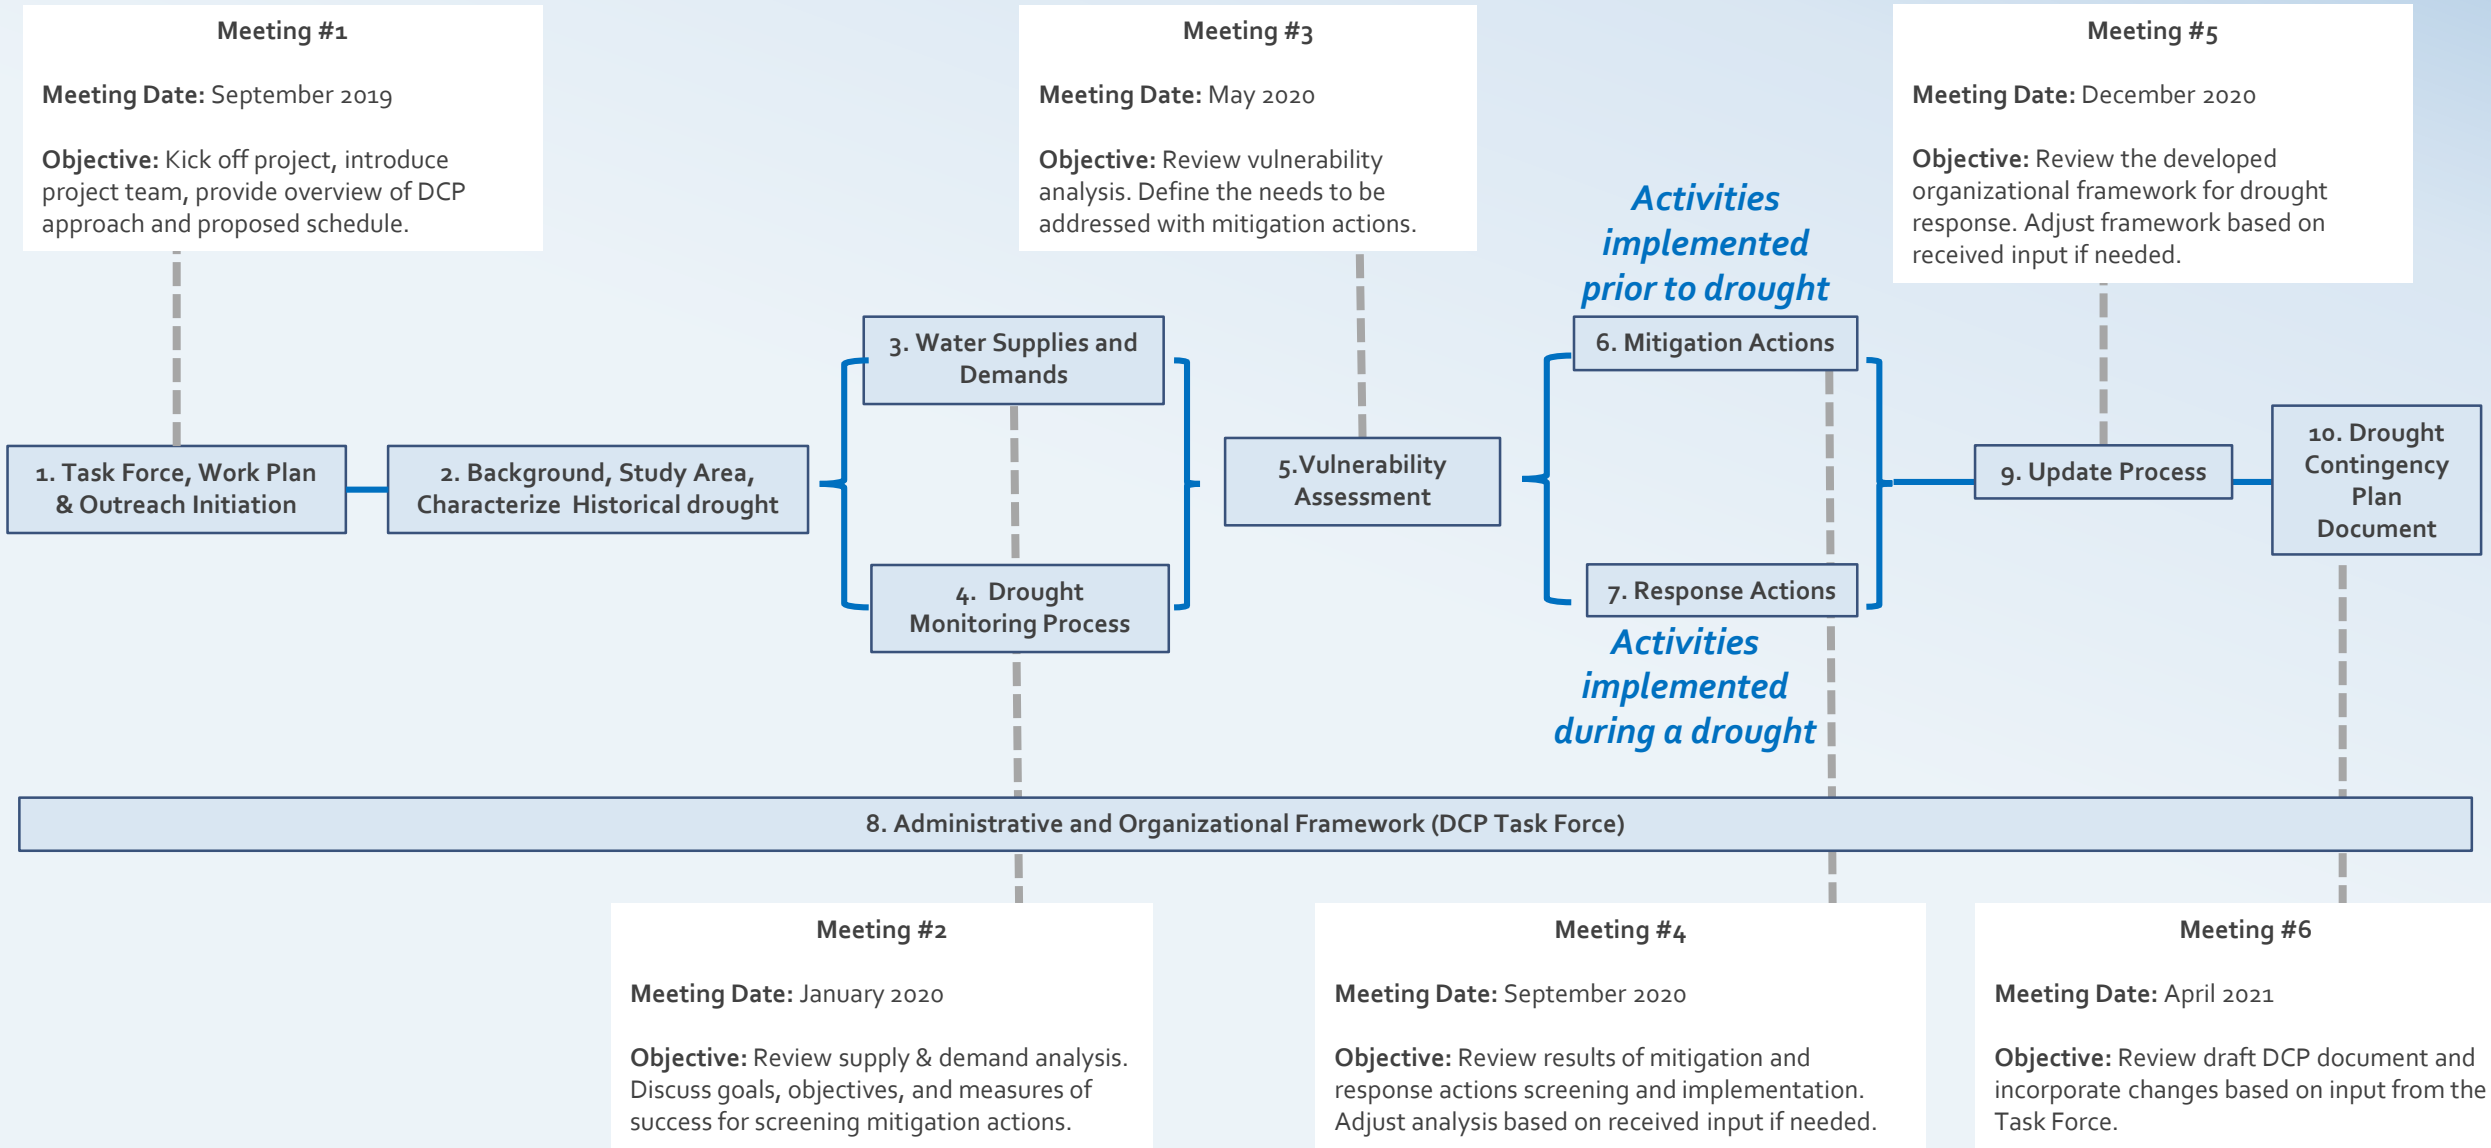 Meeting #1
Meeting Date: September 2019
Objective: Kick off project, introduce
project team, provide overview of DCP
approach and proposed schedule.
Meeting #3
Meeting Date: May 2020
Objective: Review vulnerability
analysis. Define the needs to be
addressed with mitigation actions.
Meeting #5
Meeting Date: December 2020
Objective: Review the developed
organizational framework for drought
response. Adjust framework based on
received input if needed.
1. Task Force, Work Plan
& Outreach Initiation
2. Background, Study Area,
Characterize  Historical drought
3. Water Supplies and
Demands
4.  Drought
Monitoring Process
5.Vulnerability
Assessment
Activities
implemented
prior to drought
6. Mitigation Actions
7. Response Actions
Activities
implemented
during a drought
9. Update Process
10. Drought
Contingency
Plan
Document
8. Administrative and Organizational Framework (DCP Task Force)
Meeting #2
Meeting Date: January 2020
Objective: Review supply & demand analysis.
Discuss goals, objectives, and measures of
success for screening mitigation actions.
Meeting #4
Meeting Date: September 2020
Objective: Review results of mitigation and
response actions screening and implementation.
Adjust analysis based on received input if needed.
Meeting #6
Meeting Date: April 2021
Objective: Review draft DCP document and
incorporate changes based on input from the
Task Force.